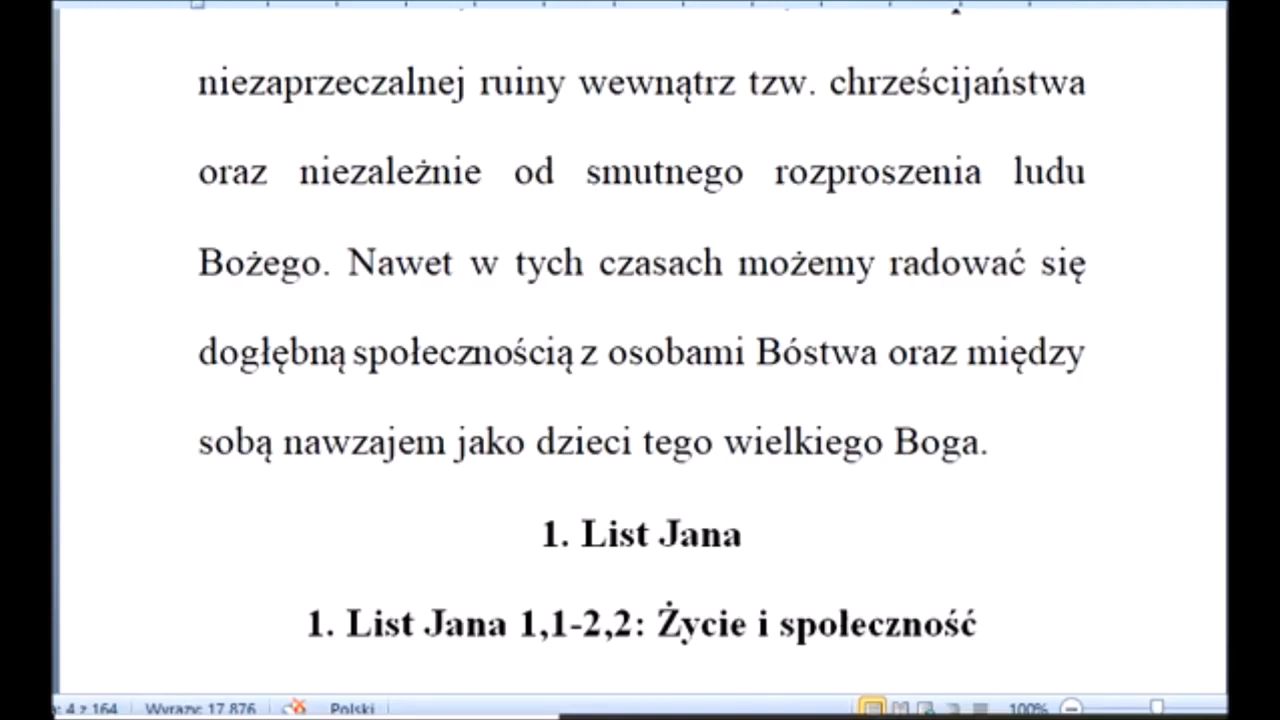 niezaprzeczalnej ruiny wewnątrz tzw. chrześcijaństwa
oraz niezależnie od smutnego rozproszenia ludu
Bożego. Nawet w tych czasach możemy radować się
dogłębną społecznością z osobami Bóstwa oraz między
sobą nawzajem jako dzieci tego wielkiego Boga.
1. List Jana
1. List Jana 1,1-2,2: Życie i społeczność
: 4 z 164 Wyrazy: 17 876 Polski 100%